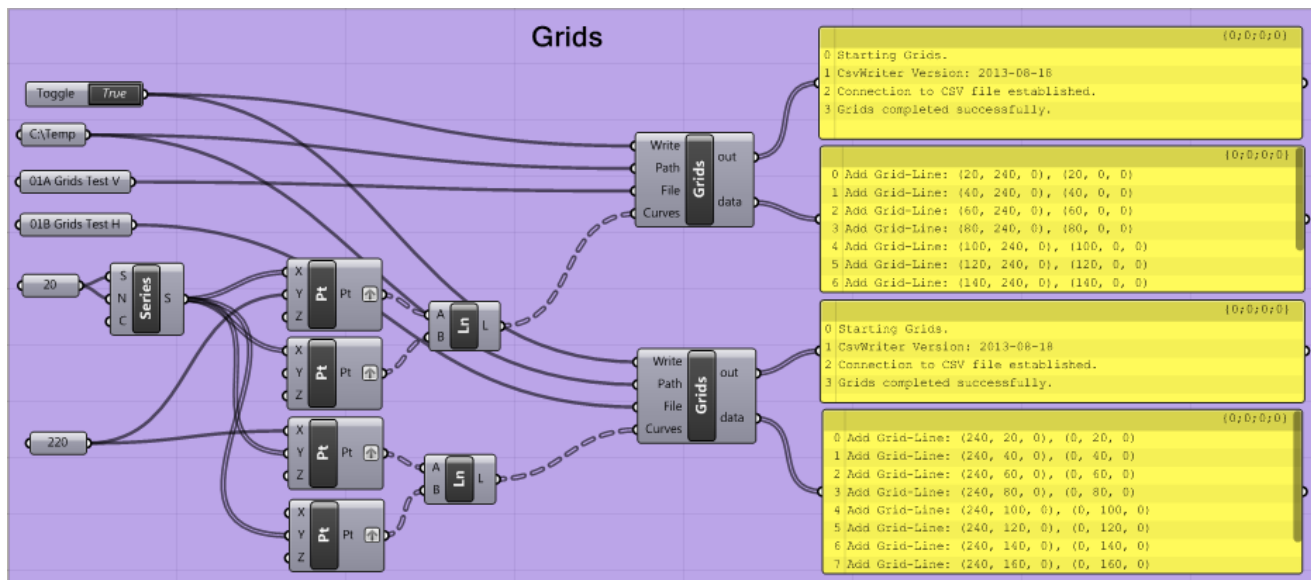 Grids
Toggle True
C:\Temp
01A Grids Test V
01B Grids Test H
20
S
N
C
Series
S
220
X
Y
Z
Pt
Pt
X
Y
Z
Pt
Pt
X
Y
Z
Pt
Pt
X
Y
Z
Pt
Pt
A
B
Ln
L
A
B
Ln
L
Write
Path
File
Curves
Grids
out
data
Write
Path
File
Curves
Grids
out
data
{0;0;0;0}
0 Starting Grids.
1 CsvWriter Version: 2013-08-18
2 Connection to CSV file established.
3 Grids completed successfully.
{0;0;0;0}
0 Add Grid-Line: (20, 240, 0), (20, 0, 0)
1 Add Grid-Line: (40, 240, 0), (40, 0, 0)
2 Add Grid-Line: (60, 240, 0), (60, 0, 0)
3 Add Grid-Line: (80, 240, 0), (80, 0, 0)
4 Add Grid-Line: (100, 240, 0), (100, 0, 0)
5 Add Grid-Line: (120, 240, 0), (120, 0, 0)
6 Add Grid-Line: (140, 240, 0), (140, 0, 0)
{0;0;0;0}
0 Starting Grids.
1 CsvWriter Version: 2013-08-18
2 Connection to CSV file established.
3 Grids completed successfully.
{0;0;0;0}
0 Add Grid-Line: (240, 20, 0), (0, 20, 0)
1 Add Grid-Line: (240, 40, 0), (0, 40, 0)
2 Add Grid-Line: (240, 60, 0), (0, 60, 0)
3 Add Grid-Line: (240, 80, 0), (0, 80, 0)
4 Add Grid-Line: (240, 100, 0), (0, 100, 0)
5 Add Grid-Line: (240, 120, 0), (0, 120, 0)
6 Add Grid-Line: (240, 140, 0), (0, 140, 0)
7 Add Grid-Line: (240, 160, 0), (0, 160, 0)